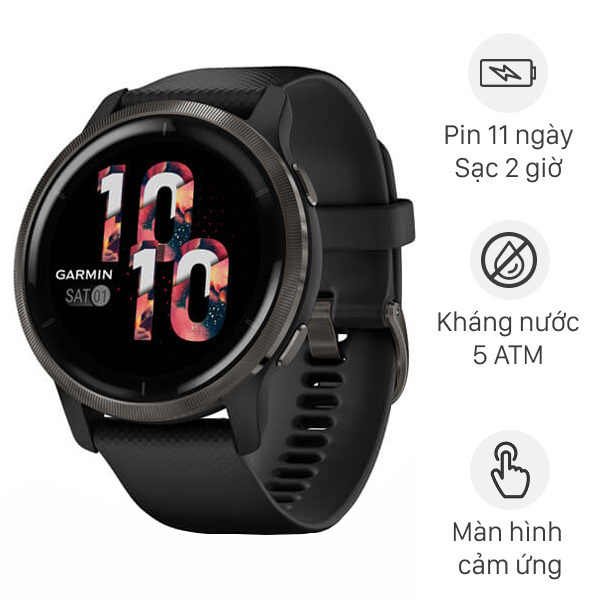 10
10
GARMIN
SAT 01
Pin 11 ngày
Sạc 2 giờ
Kháng nước
5 ATM
Màn hình
cảm ứng